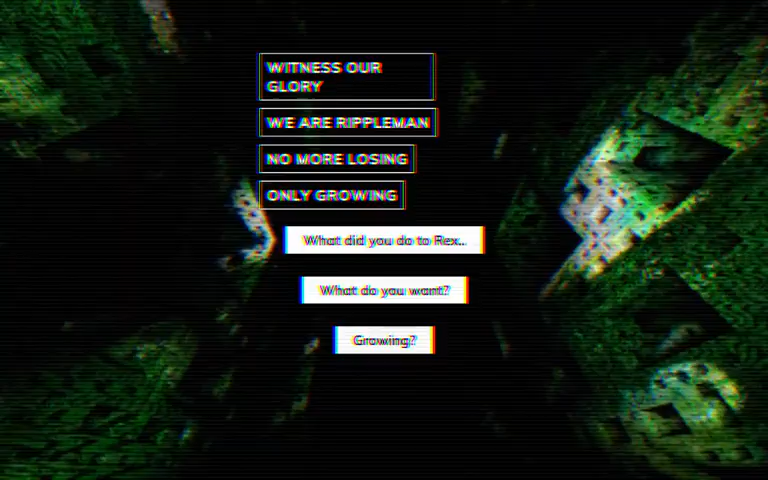 WITNESS OUR
GLORY
WE ARE RIPPLEMAN
NO MORE LOSING
ONLY GROWING
What did you do to Rex...
What do you want?
Growing?